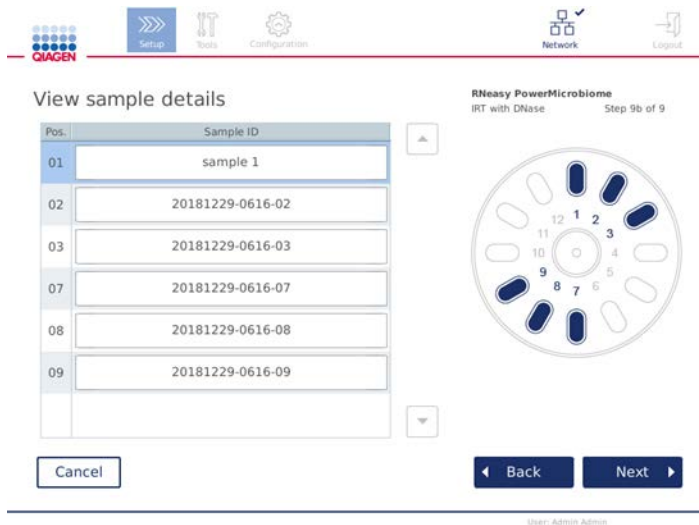 QIAGEN
Setup
Tools
Configuration
Network
Logout
View sample details
RNeasy PowerMicrobiome
IRT with DNase Step 9b of 9
Pos. Sample ID
01 sample 1
02 20181229-0616-02
03 20181229-0616-03
07 20181229-0616-07
08 20181229-0616-08
09 20181229-0616-09
12 1 2
11 3
10 4
9 5
8 7 6
Cancel
Back
Next
User: Admin Admin